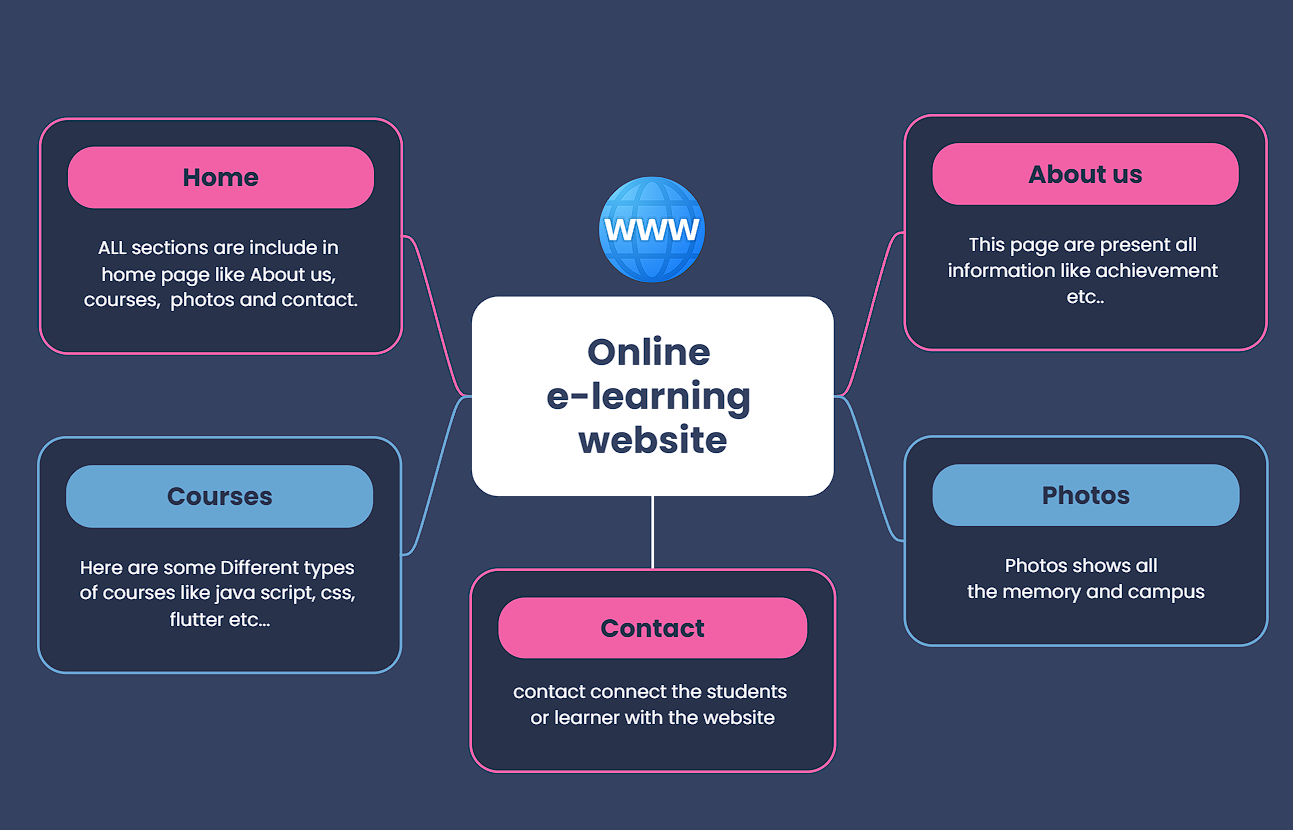 Home
ALL sections are include in
home page like About us,
courses,  photos and contact.
About us
This page are present all
information like achievement
etc..
WWW
Online
e-learning
website
Courses
Here are some Different types
of courses like java script, css,
flutter etc...
Photos
Photos shows all
the memory and campus
Contact
contact connect the students
or learner with the website